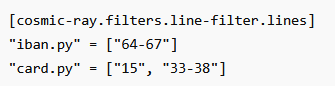 [cosmic-ray.filters.line-filter.lines]
"iban.py" = ["64-67"]
"card.py" = ["15", "33-38"]